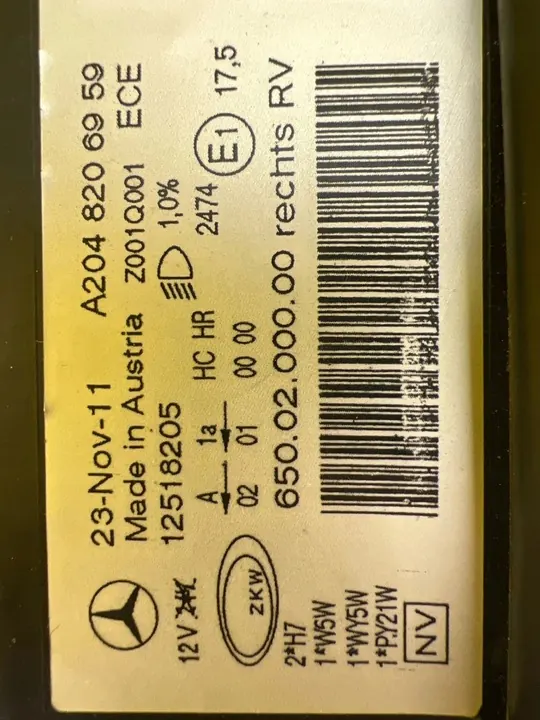 23-Nov-11 A204 820 69 59
Made in Austria Z001Q001 ECE
12518205 1,0%
12V
A 1a HC HR 2474 E1 17,5
02 01 00 00
ZKW
650.02.000.00 rechts RV
2*H7
1*W5W
1*WY5W
1*PY21W
NV